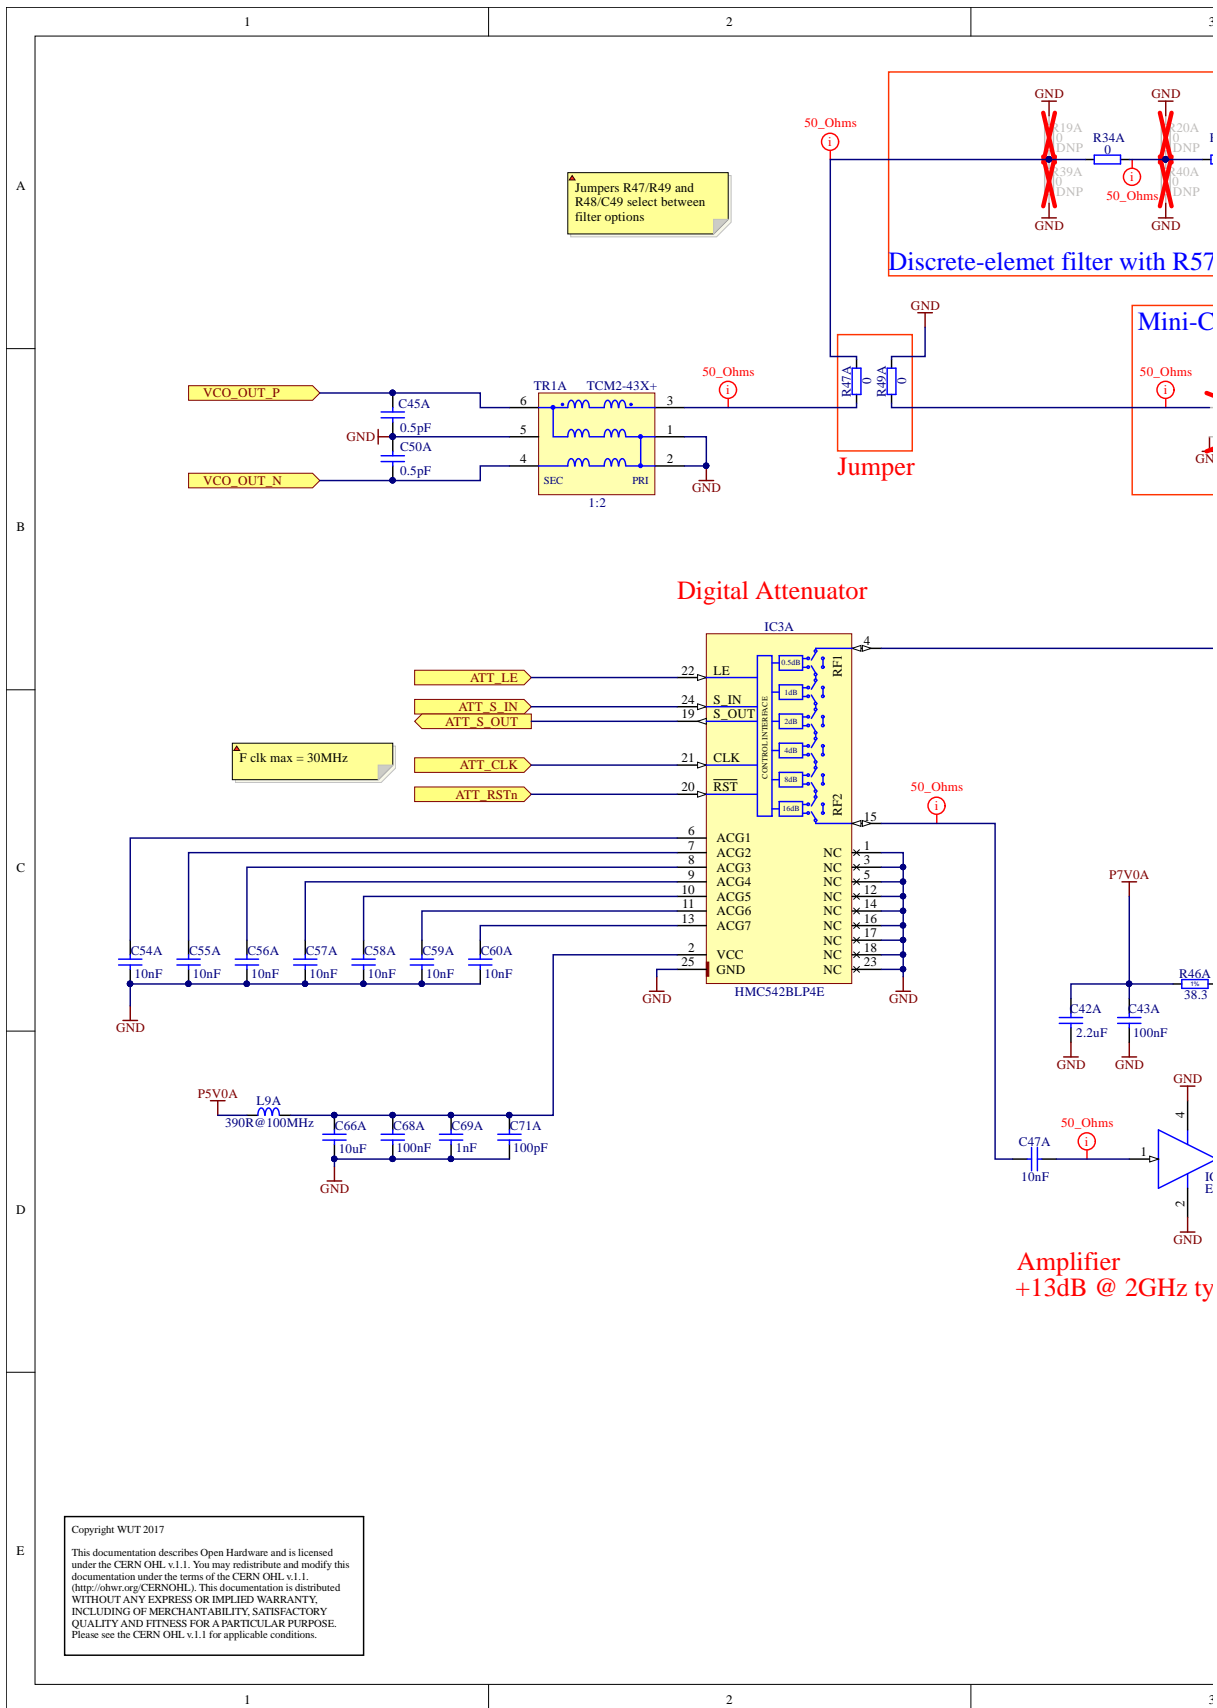 1
2
3
A
B
C
D
E
50_Ohms
i
Jumpers R47/R49 and
R48/C49 select between
filter options
GND
R19A
0
DNP
R39A
0
DNP
GND
R34A
0
i
50_Ohms
GND
R20A
0
DNP
R40A
0
DNP
GND
Discrete-elemet filter with R57
GND
R47A
0
R49A
0
Jumper
Mini-C
50_Ohms
i
VCO_OUT_P
VCO_OUT_N
C45A
0.5pF
GND
C50A
0.5pF
TR1A
TCM2-43X+
6
5
4
3
1
2
SEC
PRI
1:2
GND
50_Ohms
i
Digital Attenuator
IC3A
ATT_LE
22
LE
ATT_S_IN
24
S_IN
ATT_S_OUT
19
S_OUT
ATT_CLK
21
CLK
ATT_RSTn
20
RST
F clk max = 30MHz
CONTROL INTERFACE
0.5dB
1dB
2dB
4dB
8dB
16dB
RF1
4
RF2
15
50_Ohms
i
6
ACG1
7
ACG2
8
ACG3
9
ACG4
10
ACG5
11
ACG6
13
ACG7
2
VCC
25
GND
NC
1
NC
3
NC
5
NC
12
NC
14
NC
16
NC
17
NC
18
NC
23
HMC542BLP4E
GND
GND
C54A
10nF
C55A
10nF
C56A
10nF
C57A
10nF
C58A
10nF
C59A
10nF
C60A
10nF
GND
P5V0A
L9A
390R@100MHz
C66A
10uF
C68A
100nF
C69A
1nF
C71A
100pF
GND
P7V0A
R46A
1%
38.3
C42A
2.2uF
C43A
100nF
GND
GND
C47A
10nF
50_Ohms
i
GND
4
1
2
GND
Amplifier
+13dB @ 2GHz ty
Copyright WUT 2017
This documentation describes Open Hardware and is licensed
under the CERN OHL v.1.1. You may redistribute and modify this
documentation under the terms of the CERN OHL v.1.1.
(http://ohwr.org/CERNOHL). This documentation is distributed
WITHOUT ANY EXPRESS OR IMPLIED WARRANTY,
INCLUDING OF MERCHANTABILITY, SATISFACTORY
QUALITY AND FITNESS FOR A PARTICULAR PURPOSE.
Please see the CERN OHL v.1.1 for applicable conditions.
1
2
3